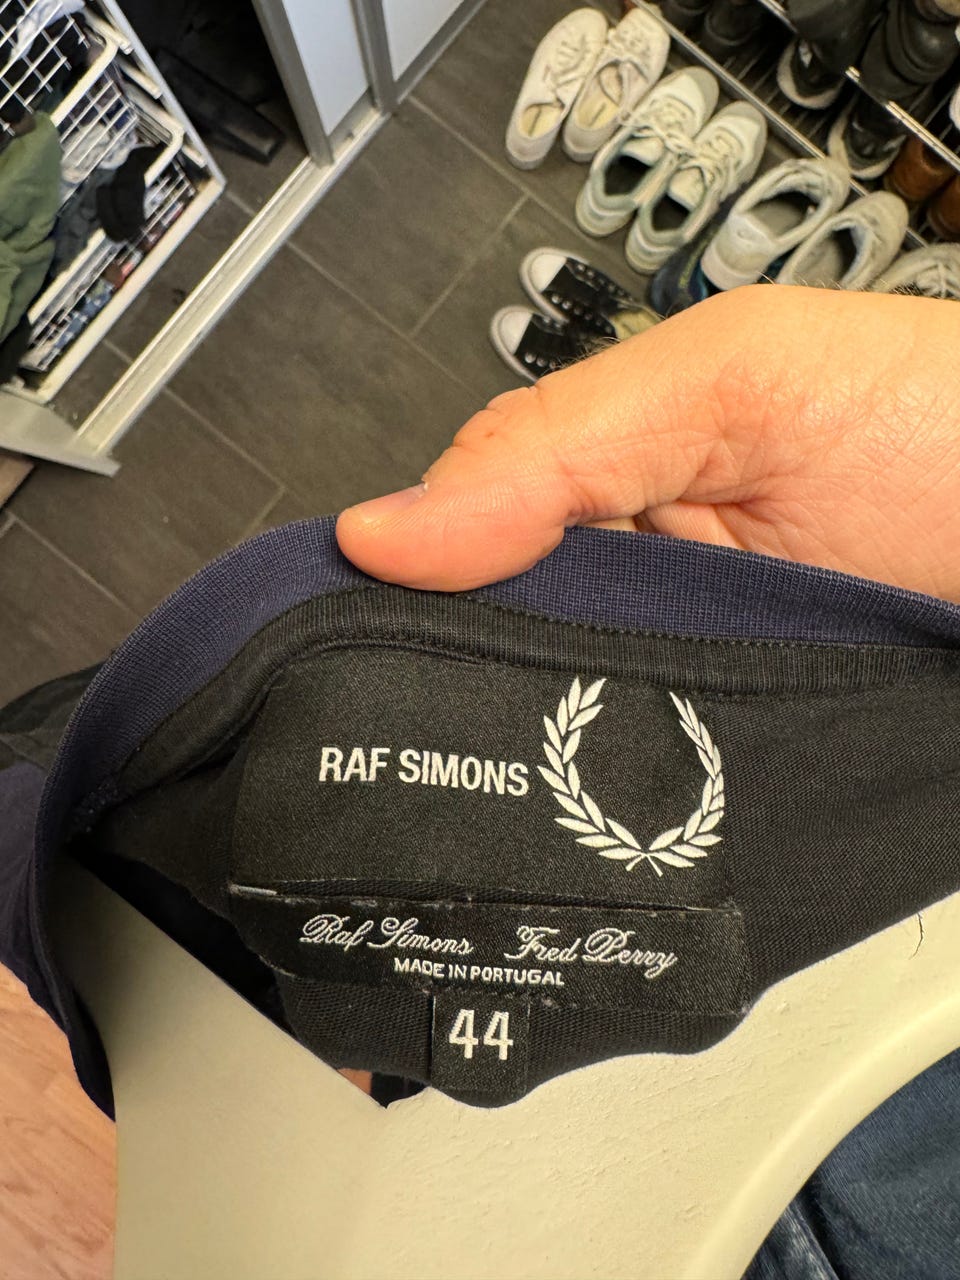 RAF SIMONS
Raf Simons Fred Perry
MADE IN PORTUGAL
44